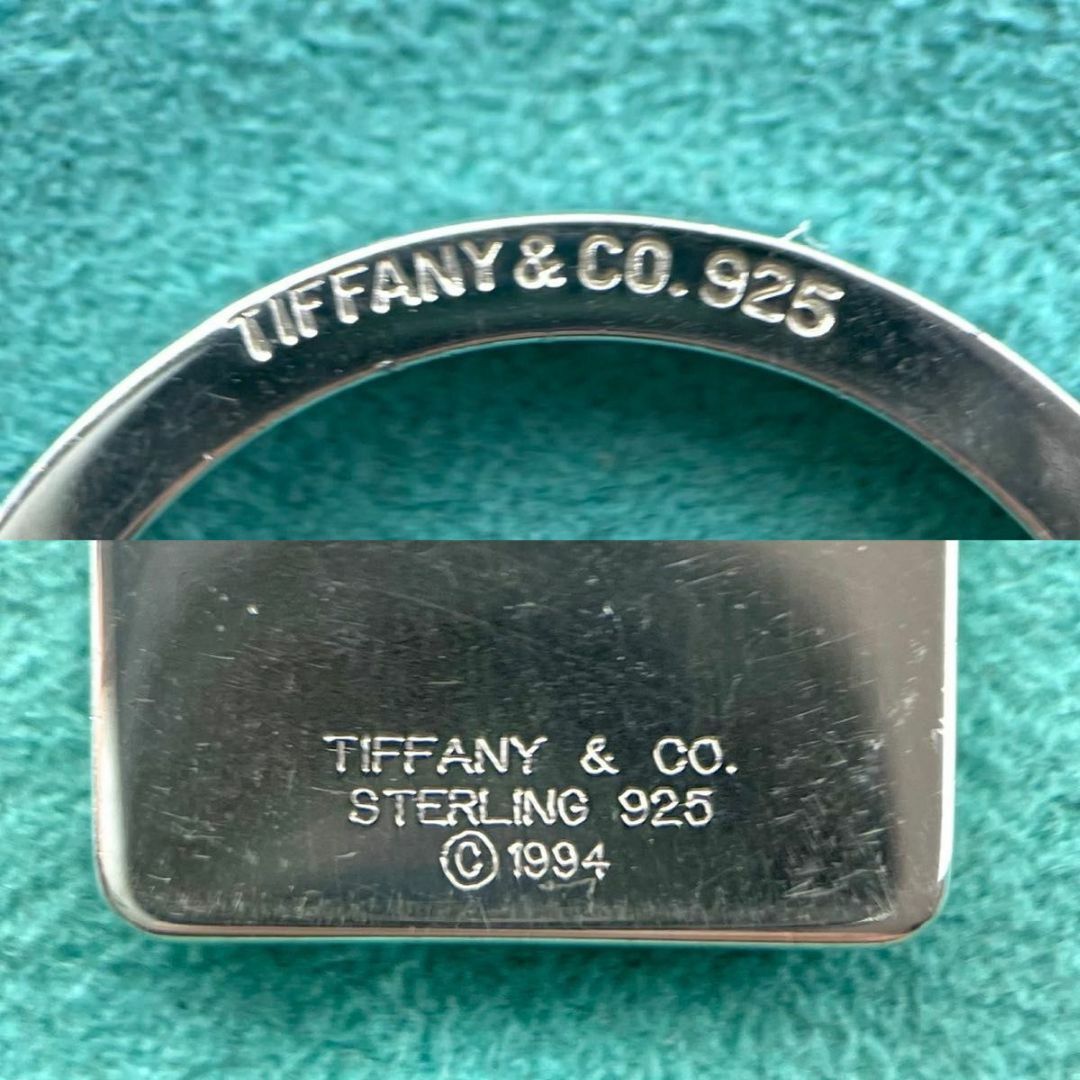 TIFFANY & CO. 925
TIFFANY & CO.
STERLING 925
© 1994